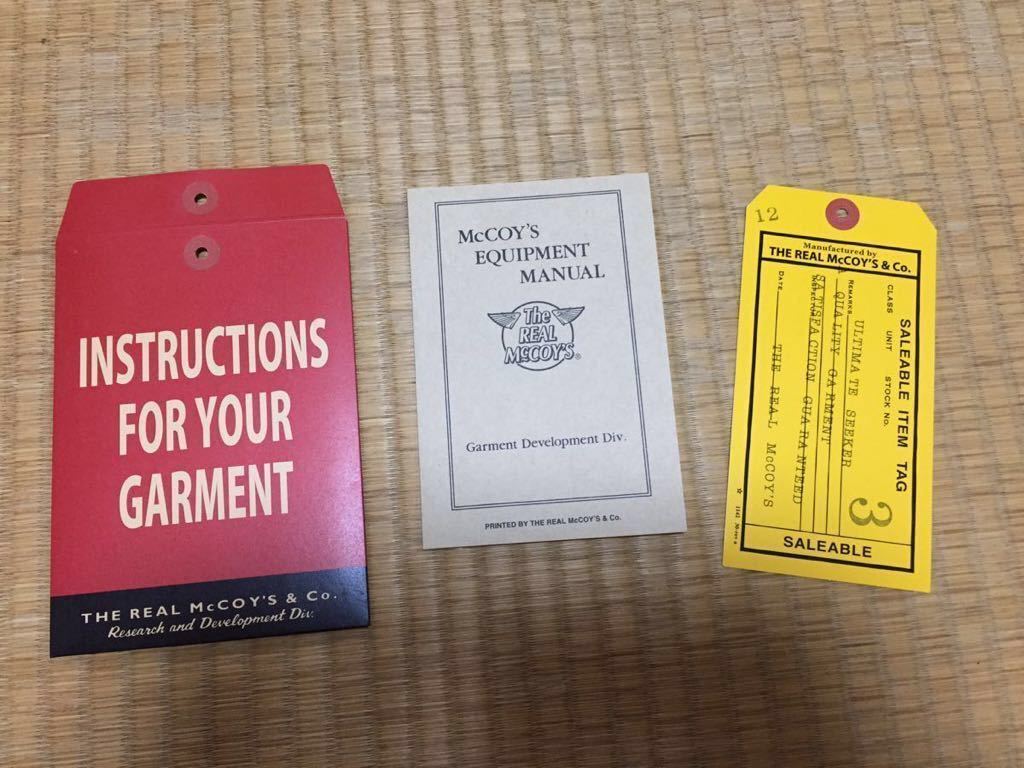 INSTRUCTIONS
FOR YOUR
GARMENT
THE REAL McCOY'S & Co.
Research and Development Div.
McCOY'S
EQUIPMENT
MANUAL
The
REAL
McCOY'S®
Garment Development Div.
PRINTED BY THE REAL McCOY'S & Co.
12
Manufactured by
THE REAL McCOY'S & Co.
SALEABLE ITEM TAG
CLASS UNIT STOCK No.
3
REMARKS
ULTIMATE SEEKER
A QUALITY GARMENT
SATISFACTION GUARANTEED
DATE THE REAL McCOY'S
SALEABLE